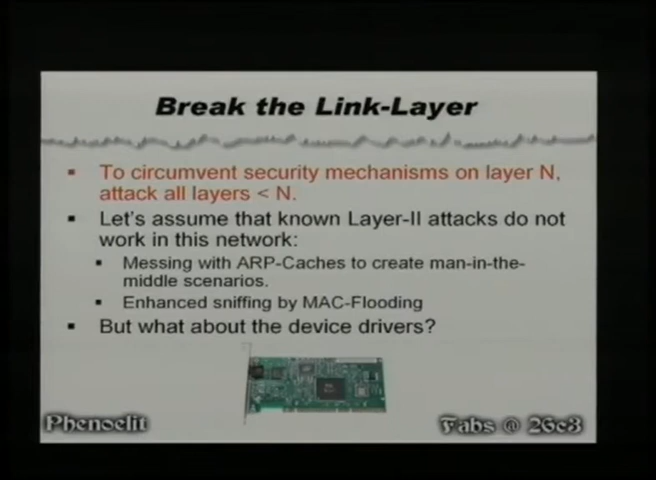 Break the Link-Layer
▪ To circumvent security mechanisms on layer N,
attack all layers < N.
▪ Let's assume that known Layer-II attacks do not
work in this network:
▪ Messing with ARP-Caches to create man-in-the-
middle scenarios.
▪ Enhanced sniffing by MAC-Flooding
▪ But what about the device drivers?
Phenoelit
Fabs @ 26c3